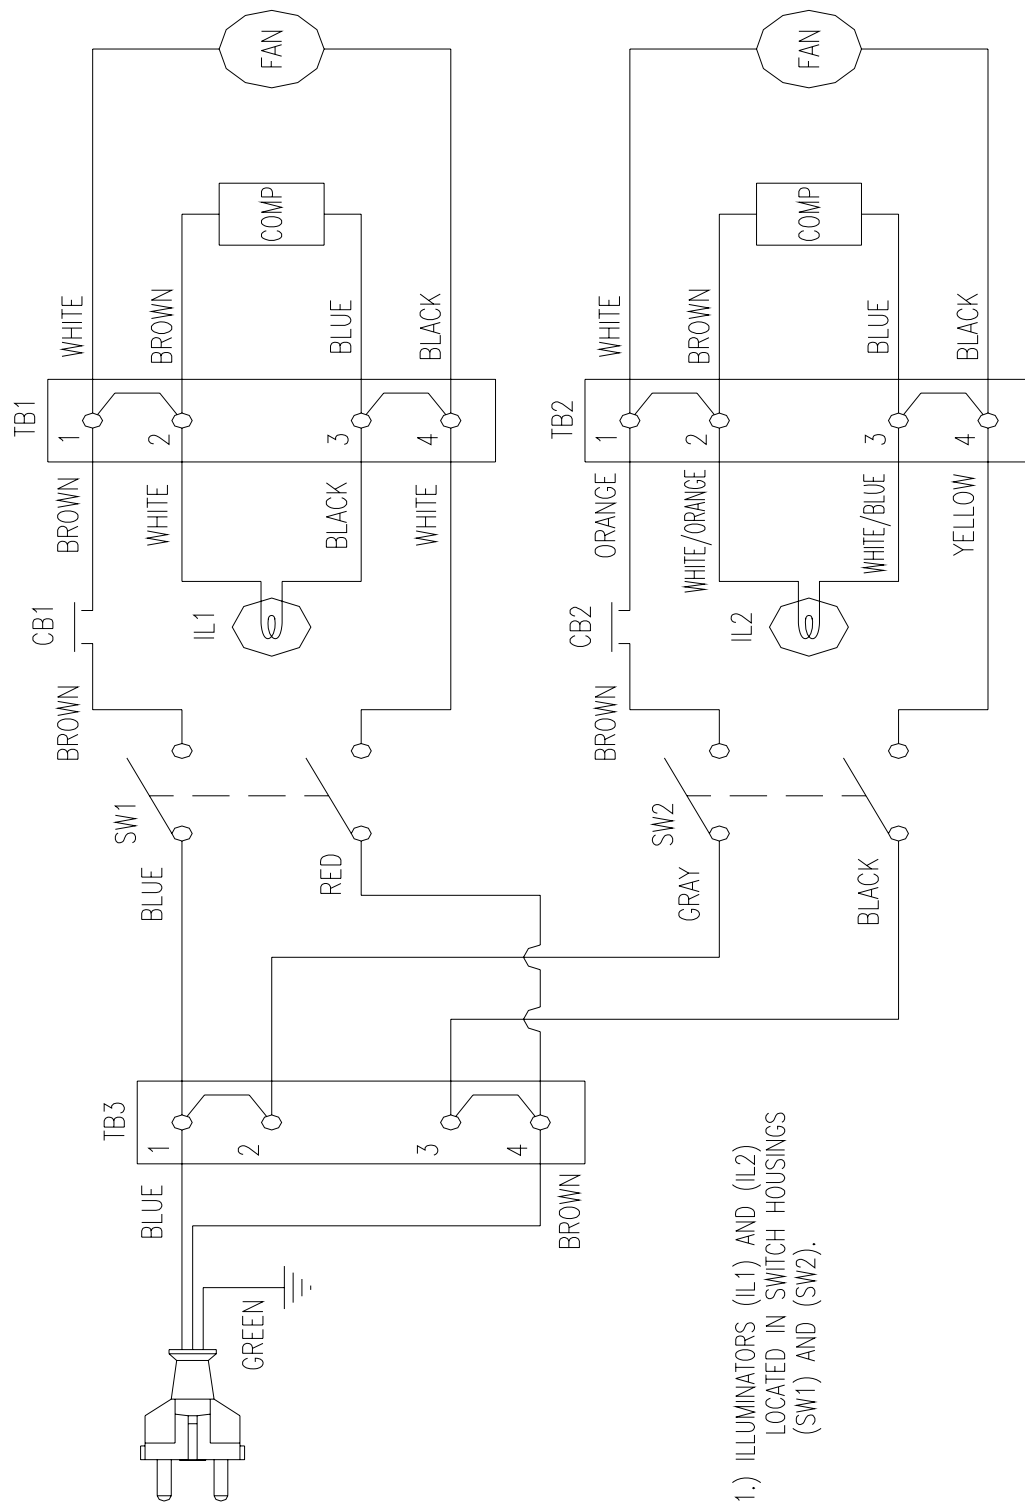 FAN
FAN
COMP
COMP
WHITE
BROWN
BLUE
BLACK
WHITE
BROWN
BLUE
BLACK
TB1
1
2
3
4
TB2
1
2
3
4
BROWN
WHITE
BLACK
WHITE
ORANGE
WHITE/ORANGE
WHITE/BLUE
YELLOW
CB1
IL1
CB2
IL2
BROWN
BROWN
SW1
SW2
BLUE
RED
GRAY
BLACK
TB3
1
2
3
4
BLUE
BROWN
GREEN
1.) ILLUMINATORS (IL1) AND (IL2)
LOCATED IN SWITCH HOUSINGS
(SW1) AND (SW2).